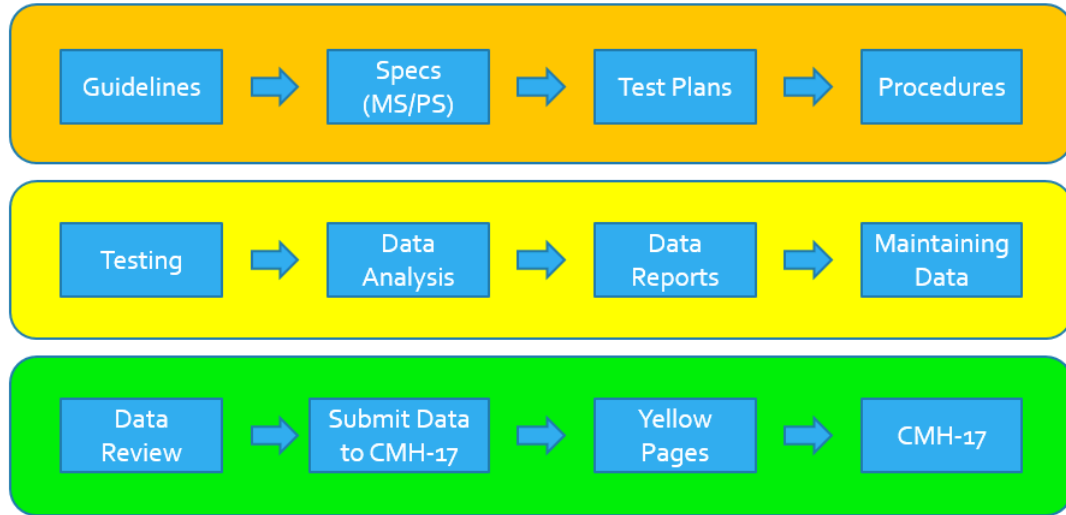 Guidelines
Specs
(MS/PS)
Test Plans
Procedures
Testing
Data
Analysis
Data
Reports
Maintaining
Data
Data
Review
Submit Data
to CMH-17
Yellow
Pages
CMH-17